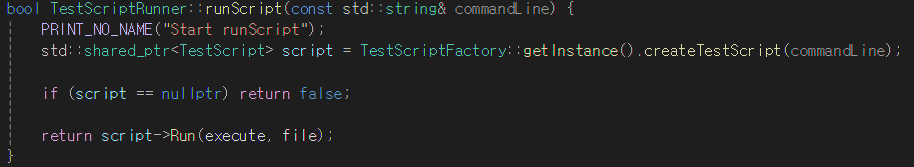 bool TestScriptRunner::runScript(const std::string& commandLine) {
PRINT_NO_NAME("Start runScript");
std::shared_ptr<TestScript> script = TestScriptFactory::getInstance().createTestScript(commandLine);
if (script == nullptr) return false;
return script->Run(execute, file);
}